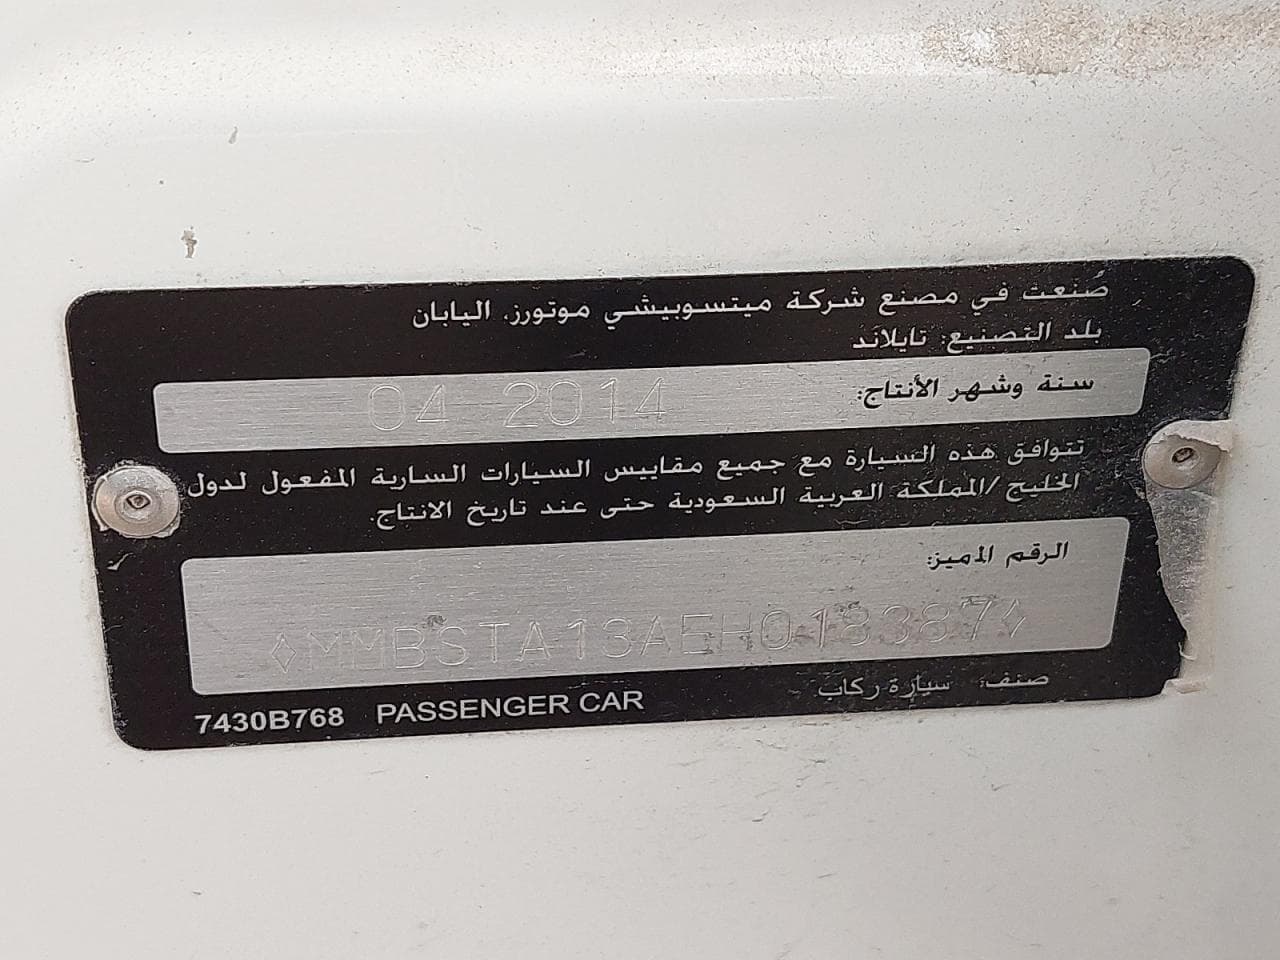 صنعت في مصنع شركة ميتسوبيشي موتورز. اليابان
بلد التصنيع: تايلاند
سنة وشهر الأنتاج: 04 2014
تتوافق هذه السيارة مع جميع مقاييس السيارات السارية المفعول لدول
الخليج /المملكة العربية السعودية حتى عند تاريخ الانتاج.
الرقم المميز:
◊MMBSTA13AEH018387◊
صنف: سيارة ركاب
7430B768 PASSENGER CAR